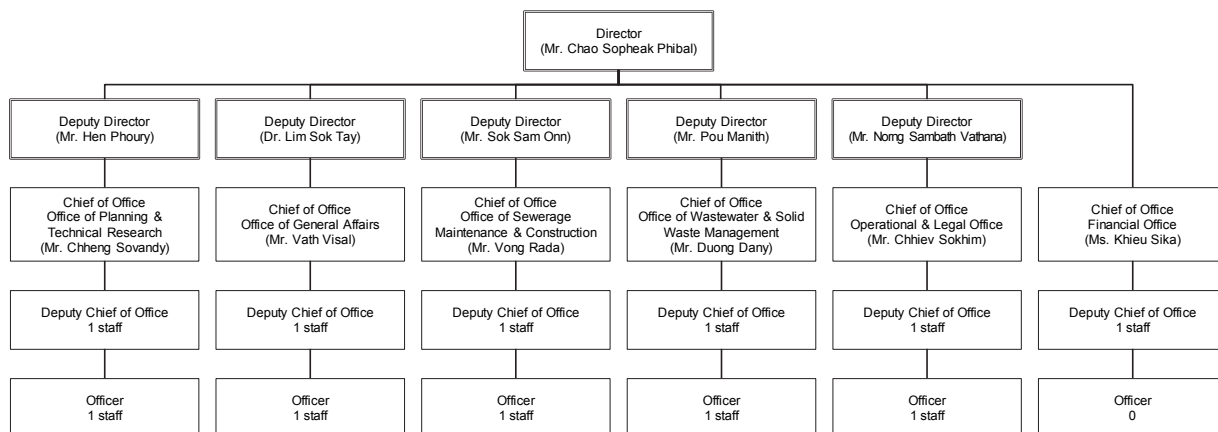 Director
(Mr. Chao Sopheak Phibal)
Deputy Director
(Mr. Hen Phoury)
Deputy Director
(Dr. Lim Sok Tay)
Deputy Director
(Mr. Sok Sam Onn)
Deputy Director
(Mr. Pou Manith)
Deputy Director
(Mr. Norng Sambath Vathana)
Chief of Office
Office of Planning &
Technical Research
(Mr. Chheng Sovandy)
Chief of Office
Office of General Affairs
(Mr. Vath Visal)
Chief of Office
Office of Sewerage
Maintenance & Construction
(Mr. Vong Rada)
Chief of Office
Office of Wastewater & Solid
Waste Management
(Mr. Duong Dany)
Chief of Office
Operational & Legal Office
(Mr. Chhiev Sokhim)
Chief of Office
Financial Office
(Ms. Khieu Sika)
Deputy Chief of Office
1 staff
Deputy Chief of Office
1 staff
Deputy Chief of Office
1 staff
Deputy Chief of Office
1 staff
Deputy Chief of Office
1 staff
Deputy Chief of Office
1 staff
Officer
1 staff
Officer
1 staff
Officer
1 staff
Officer
1 staff
Officer
1 staff
Officer
0